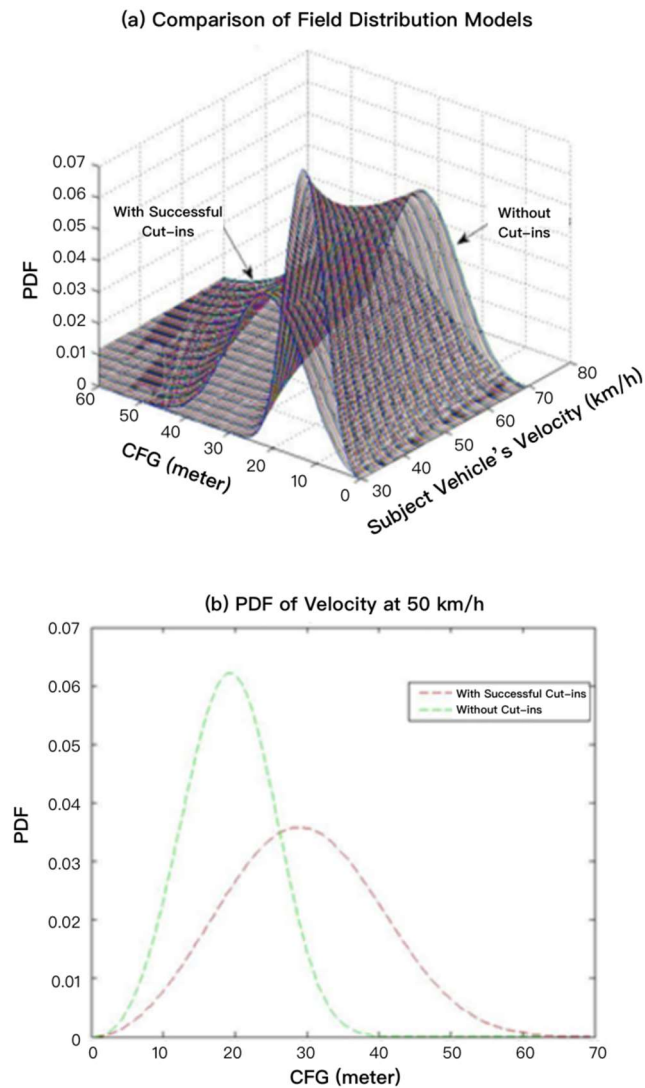 (a) Comparison of Field Distribution Models
0.07
0.06
0.05
0.04
0.03
0.02
0.01
0
PDF
With Successful
Cut-ins
Without
Cut-ins
60
50
40
30
20
10
0
CFG (meter)
30
40
50
60
70
80
Subject Vehicle's Velocity (km/h)
(b) PDF of Velocity at 50 km/h
0.07
0.06
0.05
0.04
0.03
0.02
0.01
0
PDF
With Successful Cut-ins
Without Cut-ins
0
10
20
30
40
50
60
70
CFG (meter)